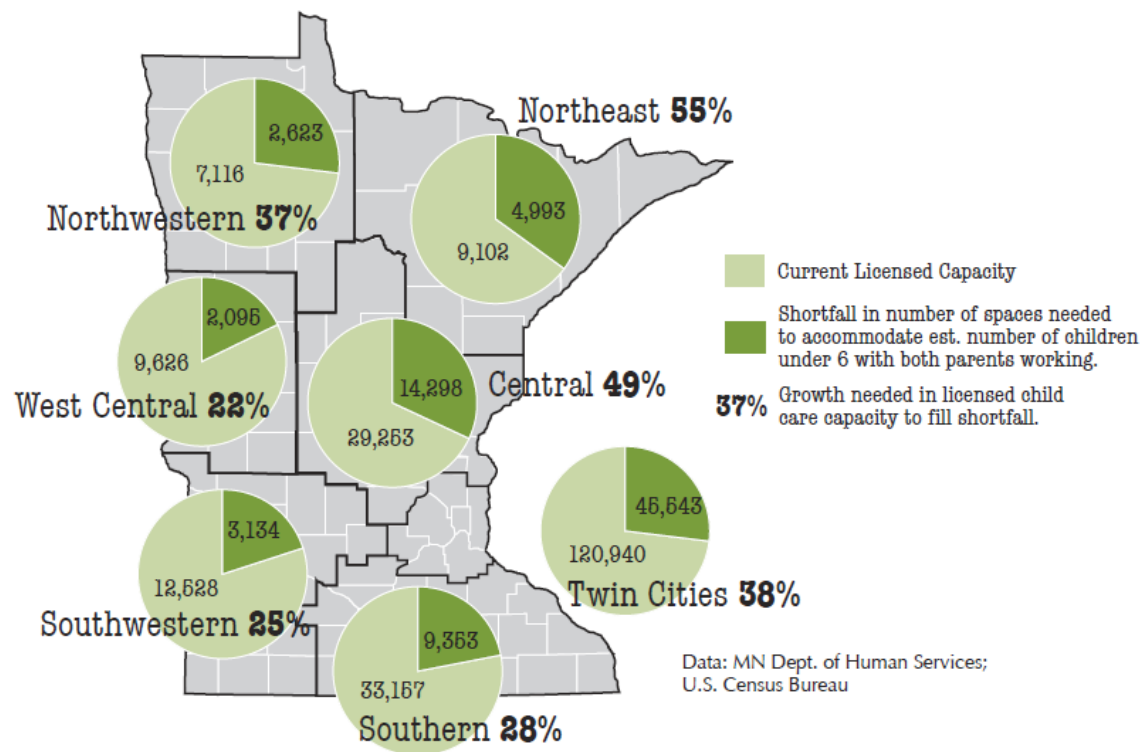 Northeast 55%
2,623
7,116
4,993
Northwestern 37%
9,102
Current Licensed Capacity
2,095
Shortfall in number of spaces needed
to accommodate est. number of children
under 6 with both parents working.
9,626
14,298
Central 49%
West Central 22%
37% Growth needed in licensed child
care capacity to fill shortfall.
29,253
45,543
3,134
120,940
12,528
Twin Cities 38%
Southwestern 25%
9,353
Data: MN Dept. of Human Services;
U.S. Census Bureau
33,157
Southern 28%